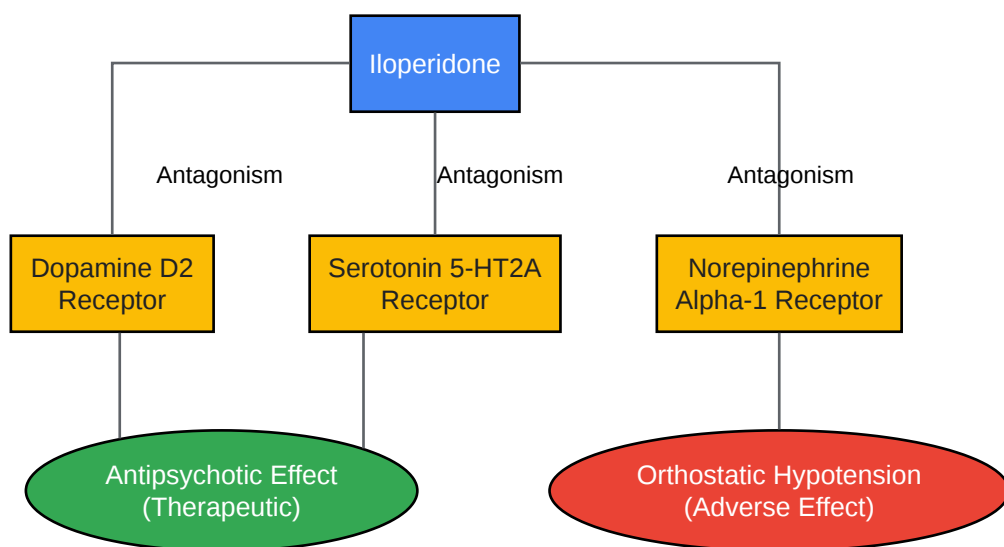 Iloperidone
Antagonism
Antagonism
Antagonism
Dopamine D2
Receptor
Serotonin 5-HT2A
Receptor
Norepinephrine
Alpha-1 Receptor
Antipsychotic Effect
(Therapeutic)
Orthostatic Hypotension
(Adverse Effect)